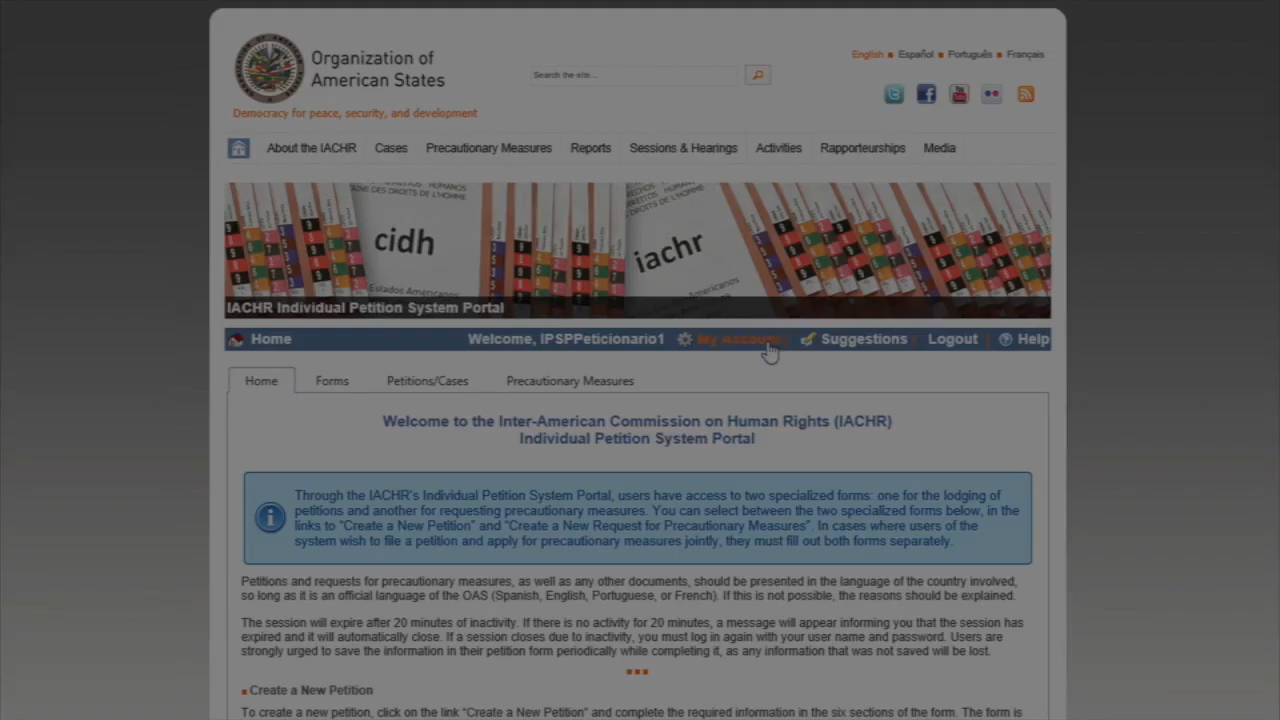 Organization of
American States
Democracy for peace, security, and development
Search the site...
English Español Português Français
About the IACHR Cases Precautionary Measures Reports Sessions & Hearings Activities Rapporteurships Media
cidh
iachr
Estados Americanos
Americanos
IACHR Individual Petition System Portal
Home Welcome, IPSPPeticionario1 My Account Suggestions Logout Help
Home Forms Petitions/Cases Precautionary Measures
Welcome to the Inter-American Commission on Human Rights (IACHR)
Individual Petition System Portal
Through the IACHR's Individual Petition System Portal, users have access to two specialized forms: one for the lodging of
petitions and another for requesting precautionary measures. You can select between the two specialized forms below, in the
links to “Create a New Petition” and “Create a New Request for Precautionary Measures”. In cases where users of the
system wish to file a petition and apply for precautionary measures jointly, they must fill out both forms separately.
Petitions and requests for precautionary measures, as well as any other documents, should be presented in the language of the country involved,
so long as it is an official language of the OAS (Spanish, English, Portuguese, or French). If this is not possible, the reasons should be explained.
The session will expire after 20 minutes of inactivity. If there is no activity for 20 minutes, a message will appear informing you that the session has
expired and it will automatically close. If a session closes due to inactivity, you must log in again with your user name and password. Users are
strongly urged to save the information in their petition form periodically while completing it, as any information that was not saved will be lost.
Create a New Petition
To create a new petition, click on the link “Create a New Petition” and complete the required information in the six sections of the form. The form is